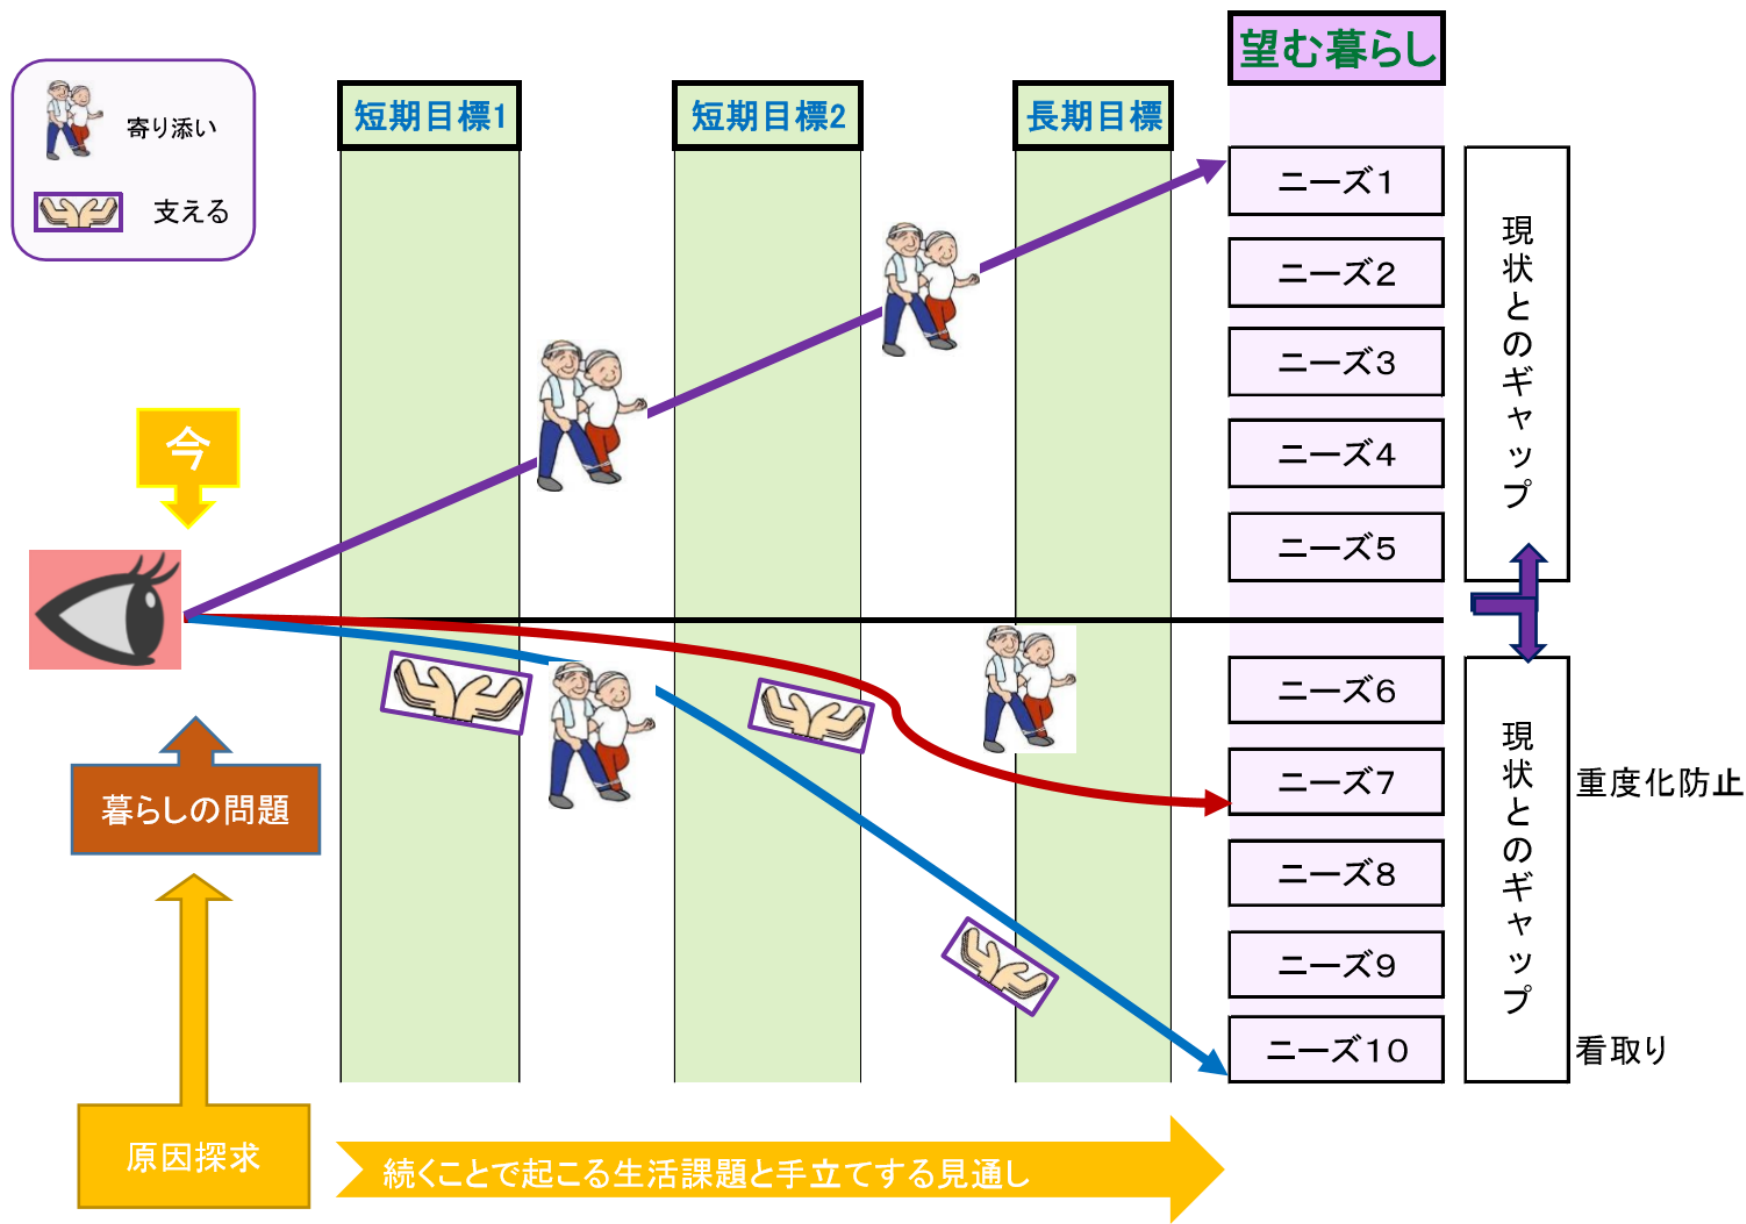 望む暮らし
寄り添い
支える
短期目標1
短期目標2
長期目標
ニーズ1
ニーズ2
ニーズ3
ニーズ4
ニーズ5
現状とのギャップ
今
ニーズ6
ニーズ7
ニーズ8
ニーズ9
ニーズ10
現状とのギャップ
重度化防止
看取り
暮らしの問題
原因探求
続くことで起こる生活課題と手立てする見通し